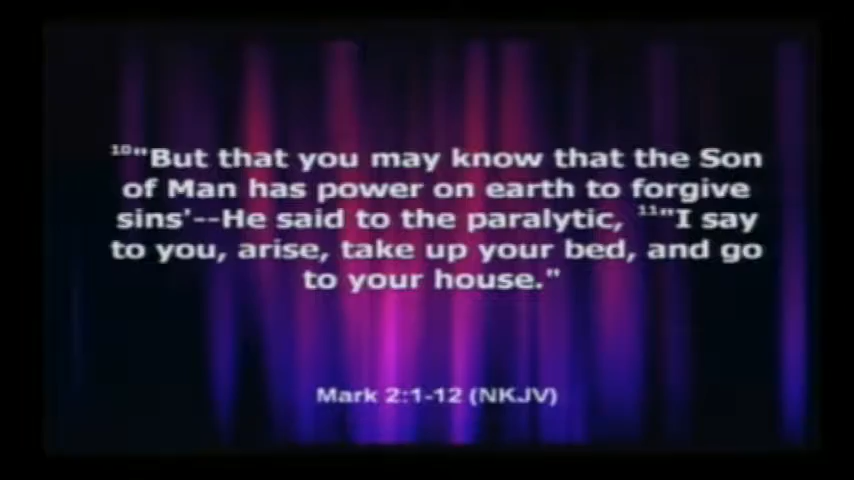 ¹⁰"But that you may know that the Son
of Man has power on earth to forgive
sins'--He said to the paralytic, ¹¹"I say
to you, arise, take up your bed, and go
to your house."
Mark 2:1-12 (NKJV)